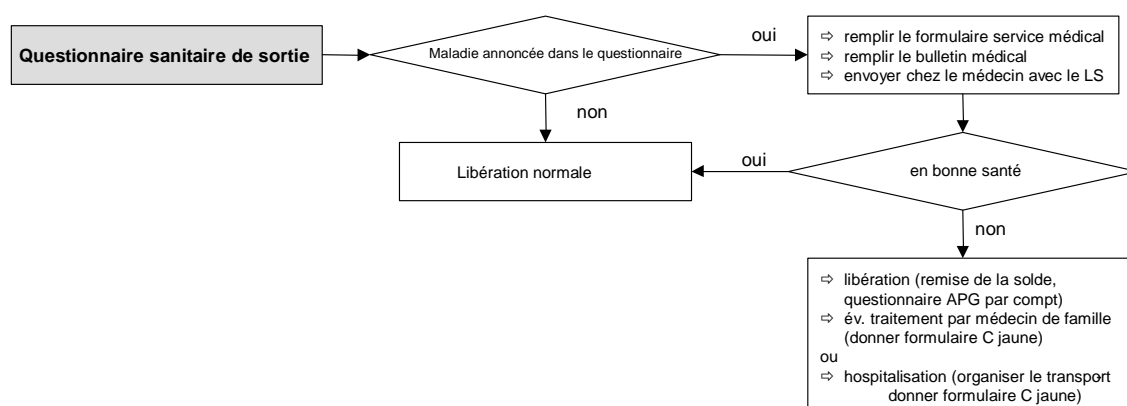 Questionnaire sanitaire de sortie
Maladie annoncée dans le questionnaire
oui
⇨ remplir le formulaire service médical
⇨ remplir le bulletin médical
⇨ envoyer chez le médecin avec le LS
non
Libération normale
oui
en bonne santé
non
⇨ libération (remise de la solde,
questionnaire APG par compt)
⇨ év. traitement par médecin de famille
(donner formulaire C jaune)
ou
⇨ hospitalisation (organiser le transport
donner formulaire C jaune)